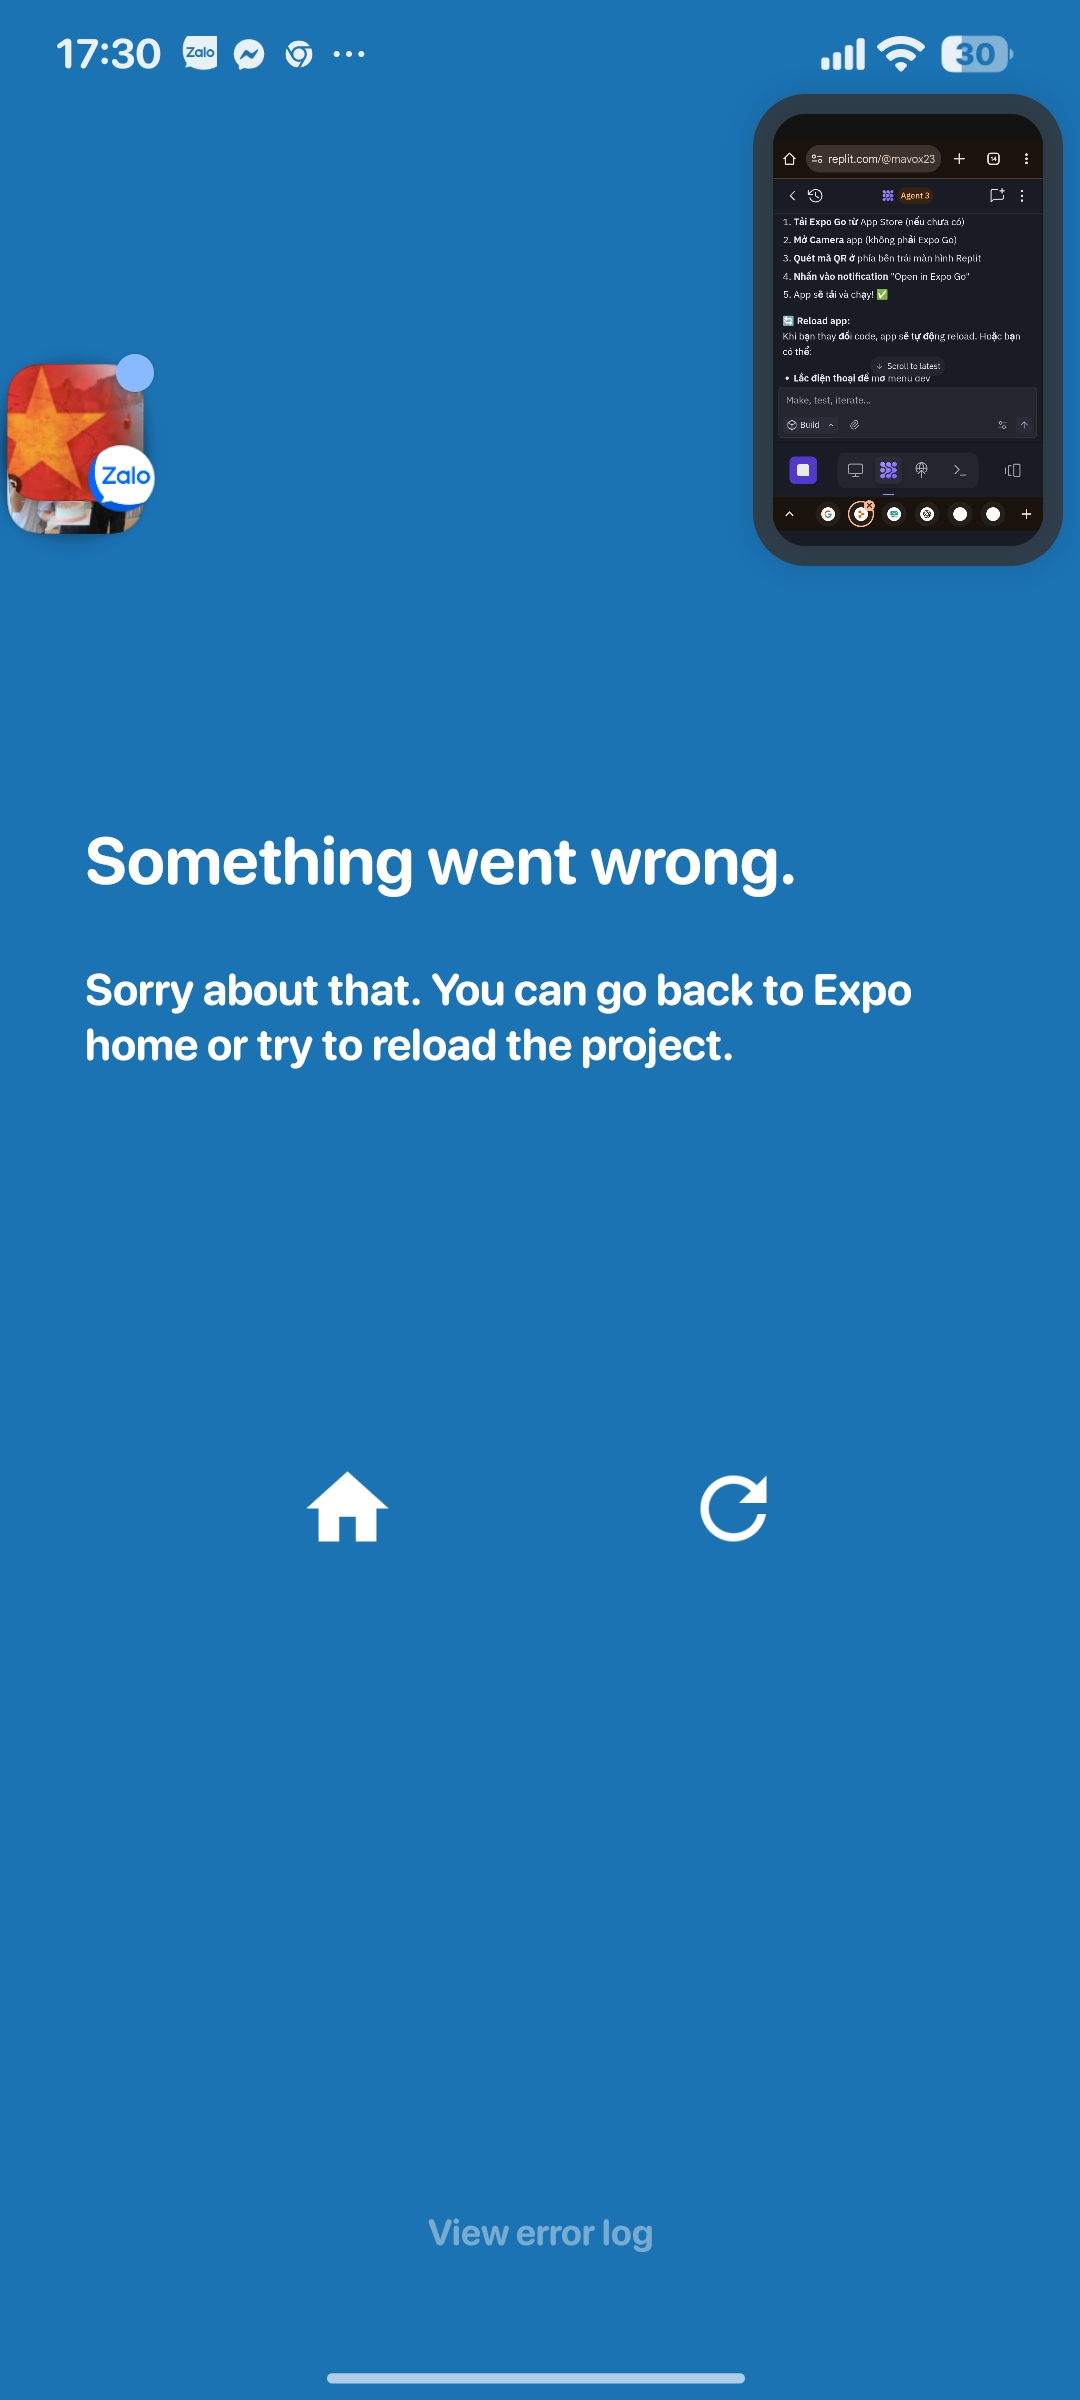 17:30
Zalo
30
replit.com/@mavox23
14
Agent 3
1. Tải Expo Go từ App Store (nếu chưa có)
2. Mở Camera app (không phải Expo Go)
3. Quét mã QR ở phía bên trái màn hình Replit
4. Nhấn vào notification "Open in Expo Go"
5. App sẽ tải và chạy! ✅
🔄 Reload app:
Khi bạn thay đổi code, app sẽ tự động reload. Hoặc bạn
có thể:
↓ Scroll to latest
• Lắc điện thoại để mở menu dev
Make, test, iterate...
Build
Zalo
Something went wrong.
Sorry about that. You can go back to Expo
home or try to reload the project.
View error log